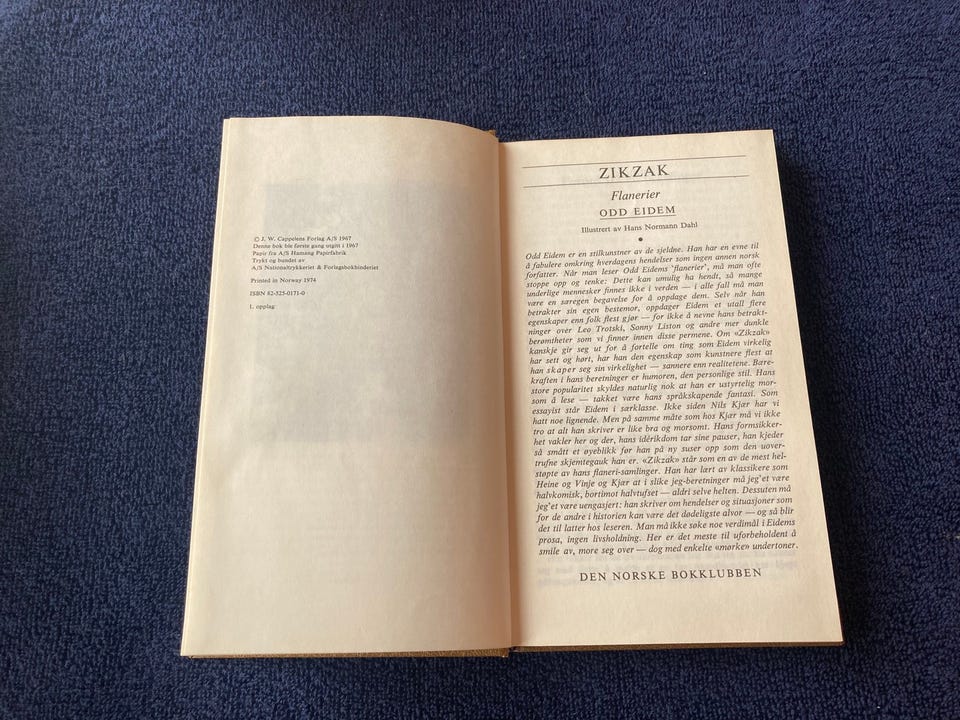 © J. W. Cappelens Forlag A/S 1967
Denne bok ble første gang utgitt i 1967
Papir fra A/S Hamang Papirfabrik
Trykt og bundet av
A/S Nationaltrykkeriet & Forlagsbokbinderiet
Printed in Norway 1974
ISBN 82-525-0171-0
1. opplag
ZIKZAK
Flanerier
ODD EIDEM
Illustrert av Hans Normann Dahl
Odd Eidem er en stilkunstner av de sjeldne. Han har en evne til
å fabulere omkring hverdagens hendelser som ingen annen norsk
forfatter. Når man leser Odd Eidems 'flanerier', må man ofte
stoppe opp og tenke: Dette kan umulig ha hendt, så mange
underlige mennesker finnes ikke i verden — i alle fall må man
være en særegen begavelse for å oppdage dem. Selv når han
betrakter sin egen bestemor, oppdager Eidem et utall flere
egenskaper enn folk flest gjør — for ikke å nevne hans betrakt-
ninger over Leo Trotski, Sonny Liston og andre mer dunkle
berømtheter som vi finner innen disse permene. Om «Zikzak»
kanskje gir seg ut for å fortelle om ting som Eidem virkelig
har sett og hørt, har han den egenskap som kunstnere flest at
han skaper seg sin virkelighet — sannere enn realitetene. Bære-
kraften i hans beretninger er humoren, den personlige stil. Hans
store popularitet skyldes naturlig nok at han er ustyrtelig mor-
som å lese — takket være hans språkskapende fantasi. Som
essayist står Eidem i særklasse. Ikke siden Nils Kjær har vi
hatt noe lignende. Men på samme måte som hos Kjær må vi ikke
tro at alt han skriver er like bra og morsomt. Hans formsikker-
het vakler her og der, hans idérikdom tar sine pauser, han kjeder
så smått et øyeblikk før han på ny suser opp som den uover-
trufne skjemtegauk han er. «Zikzak» står som en av de mest hel-
støpte av hans flaneri-samlinger. Han har lært av klassikere som
Heine og Vinje og Kjær at i slike jeg-beretninger må jeg'et være
halvkomisk, bortimot halvtufset — aldri selve helten. Dessuten må
jeg'et være uengasjert: han skriver om hendelser og situasjoner som
for de andre i historien kan være det dødeligste alvor — og så blir
det til latter hos leseren. Man må ikke søke noe verdimål i Eidems
prosa, ingen livsholdning. Her er det meste til uforbeholdent å
smile av, more seg over — dog med enkelte «mørke» undertoner.
DEN NORSKE BOKKLUBBEN